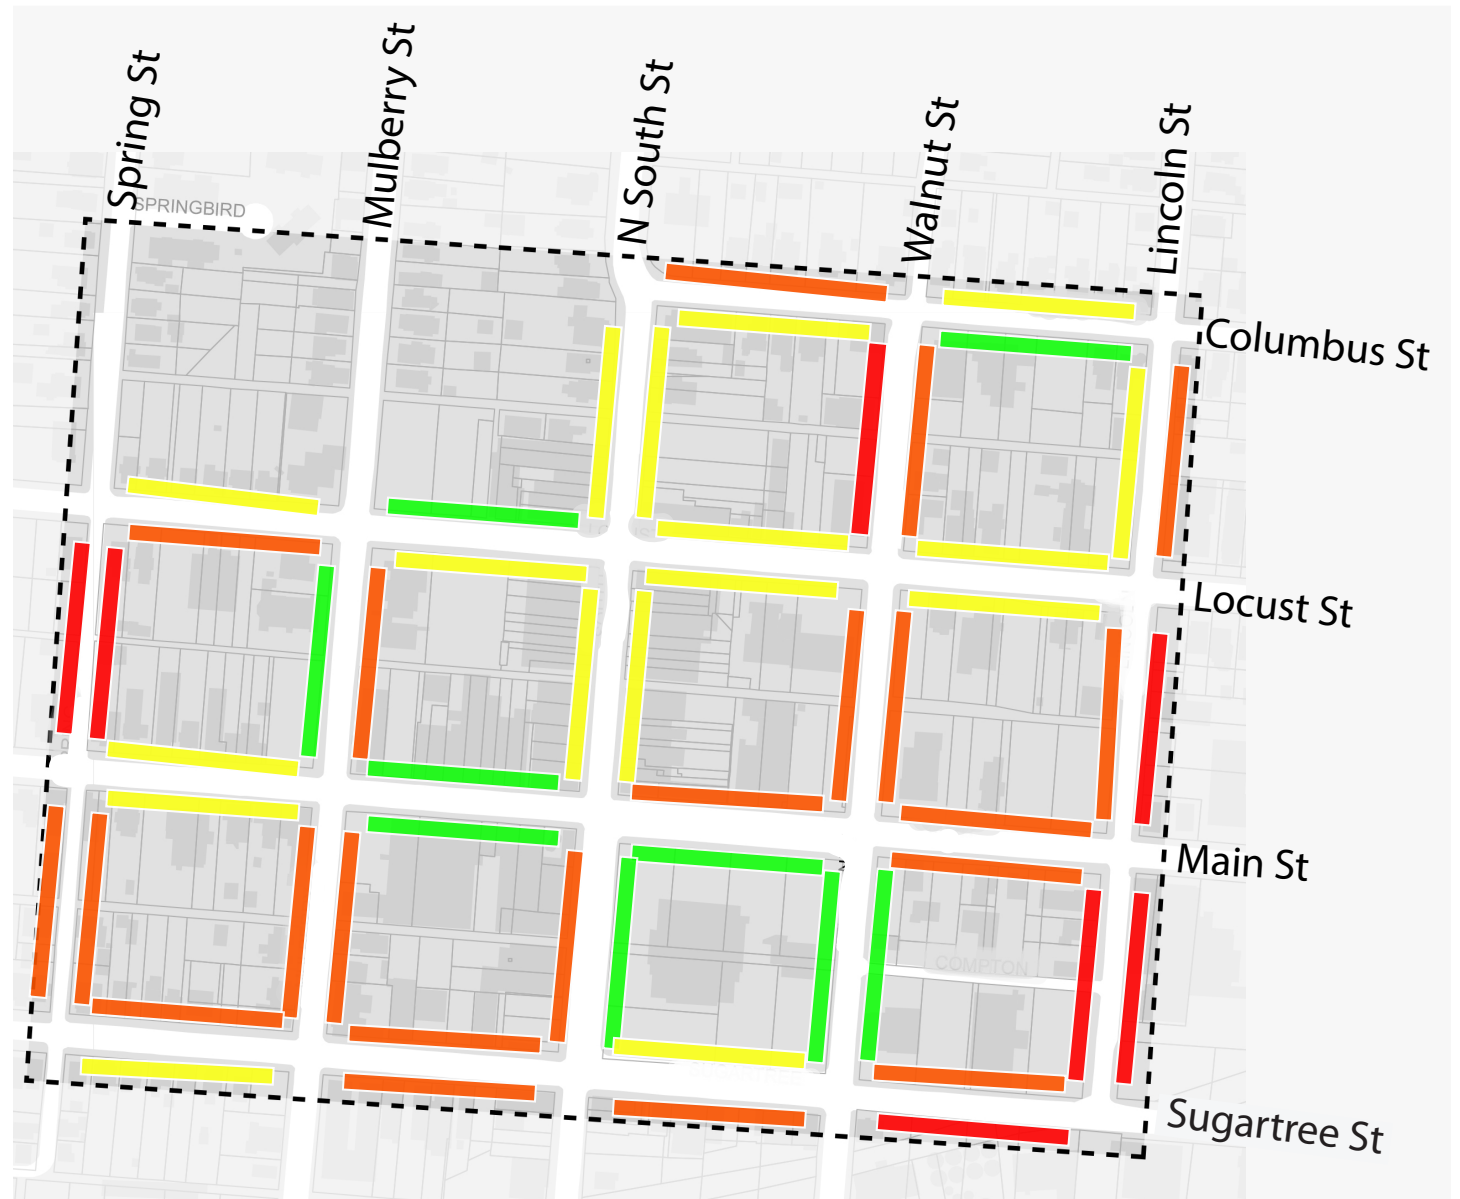 Spring St
Mulberry St
N South St
Walnut St
Lincoln St
SPRINGBIRD
Columbus St
Locust St
Main St
COMPTON
Sugartree St